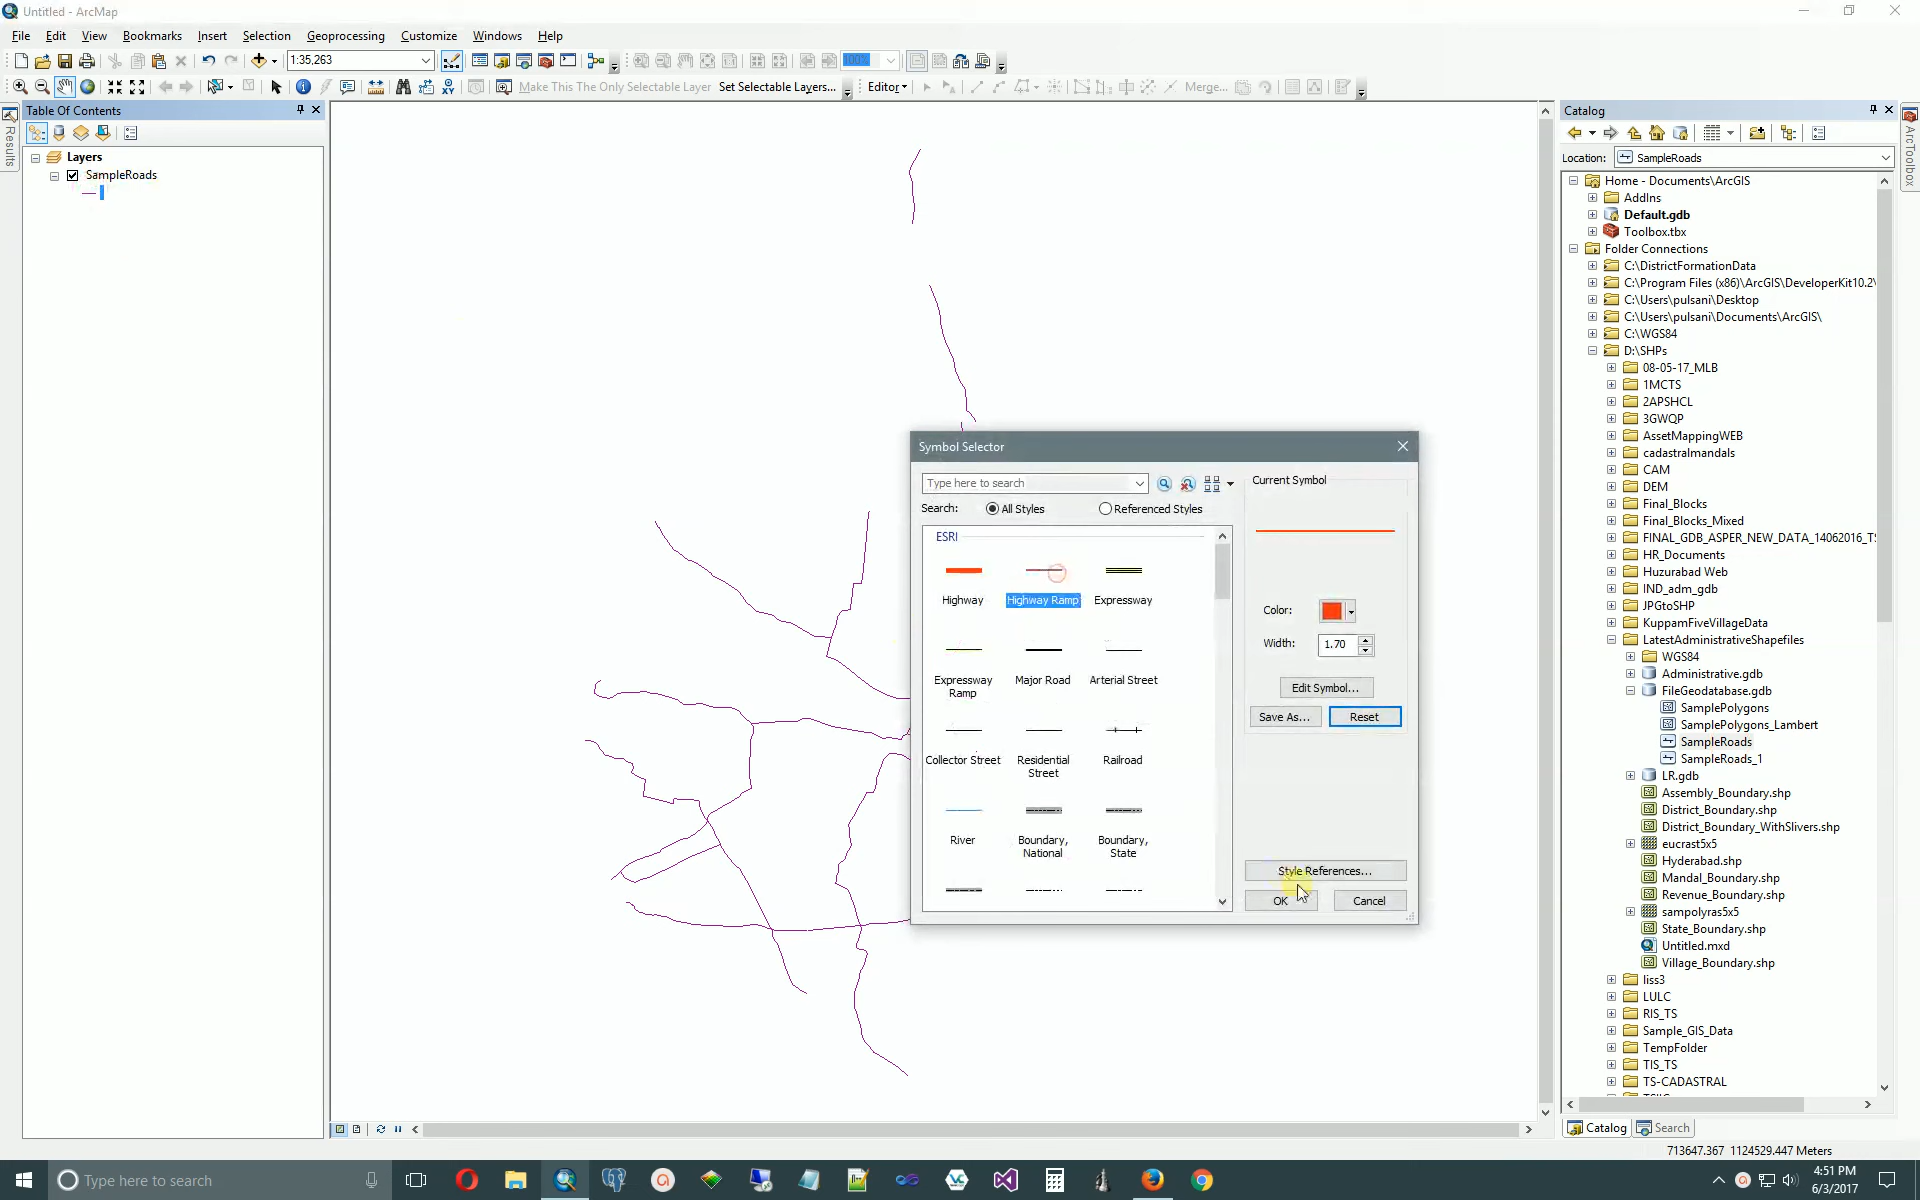 Untitled - ArcMap
File Edit View Bookmarks Insert Selection Geoprocessing Customize Windows Help
1:35,263
100%
Make This The Only Selectable Layer Set Selectable Layers... Editor Merge...
Table Of Contents
Results
Layers
SampleRoads
Symbol Selector
Type here to search
Search: All Styles Referenced Styles
ESRI
Highway Highway Ramp Expressway
Expressway Ramp Major Road Arterial Street
Collector Street Residential Street Railroad
River Boundary, National Boundary, State
Current Symbol
Color:
Width: 1.70
Edit Symbol...
Save As... Reset
Style References...
OK Cancel
Catalog
ArcToolbox
Location: SampleRoads
Home - Documents\ArcGIS
AddIns
Default.gdb
Toolbox.tbx
Folder Connections
C:\DistrictFormationData
C:\Program Files (x86)\ArcGIS\DeveloperKit10.2\
C:\Users\pulsani\Desktop
C:\Users\pulsani\Documents\ArcGIS\
C:\WGS84
D:\SHPs
08-05-17_MLB
1MCTS
2APSHCL
3GWQP
AssetMappingWEB
cadastralmandals
CAM
DEM
Final_Blocks
Final_Blocks_Mixed
FINAL_GDB_ASPER_NEW_DATA_14062016_TS
HR_Documents
Huzurabad Web
IND_adm_gdb
JPGtoSHP
KuppamFiveVillageData
LatestAdministrativeShapefiles
WGS84
Administrative.gdb
FileGeodatabase.gdb
SamplePolygons
SamplePolygons_Lambert
SampleRoads
SampleRoads_1
LR.gdb
Assembly_Boundary.shp
District_Boundary.shp
District_Boundary_WithSlivers.shp
eucrast5x5
Hyderabad.shp
Mandal_Boundary.shp
Revenue_Boundary.shp
sampolyras5x5
State_Boundary.shp
Untitled.mxd
Village_Boundary.shp
liss3
LULC
RIS_TS
Sample_GIS_Data
TempFolder
TIS_TS
TS-CADASTRAL
Catalog Search
713647.367 1124529.447 Meters
Type here to search
4:51 PM
6/3/2017